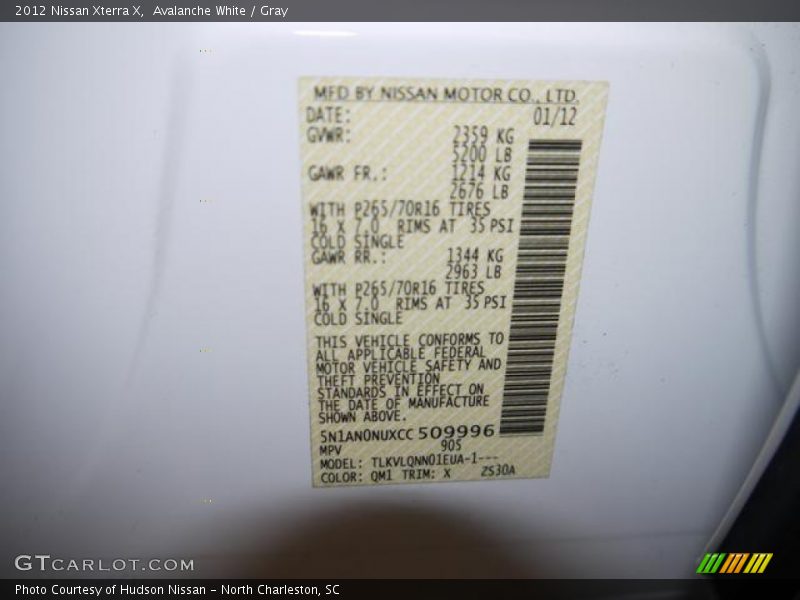 2012 Nissan Xterra X,  Avalanche White / Gray
MFD BY NISSAN MOTOR CO., LTD.
DATE: 01/12
GVWR: 2359 KG
5200 LB
GAWR FR.: 1214 KG
2676 LB
WITH P265/70R16 TIRES
16 X 7.0 RIMS AT 35 PSI
COLD SINGLE
GAWR RR.: 1344 KG
2963 LB
WITH P265/70R16 TIRES
16 X 7.0 RIMS AT 35 PSI
COLD SINGLE
THIS VEHICLE CONFORMS TO
ALL APPLICABLE FEDERAL
MOTOR VEHICLE SAFETY AND
THEFT PREVENTION
STANDARDS IN EFFECT ON
THE DATE OF MANUFACTURE
SHOWN ABOVE.
5N1AN0NUXCC 509996
MPV 905
MODEL: TLKVLQNN01EUA-1---
COLOR: QM1 TRIM: X ZS30A
GTCARLOT.COM
Photo Courtesy of Hudson Nissan - North Charleston, SC